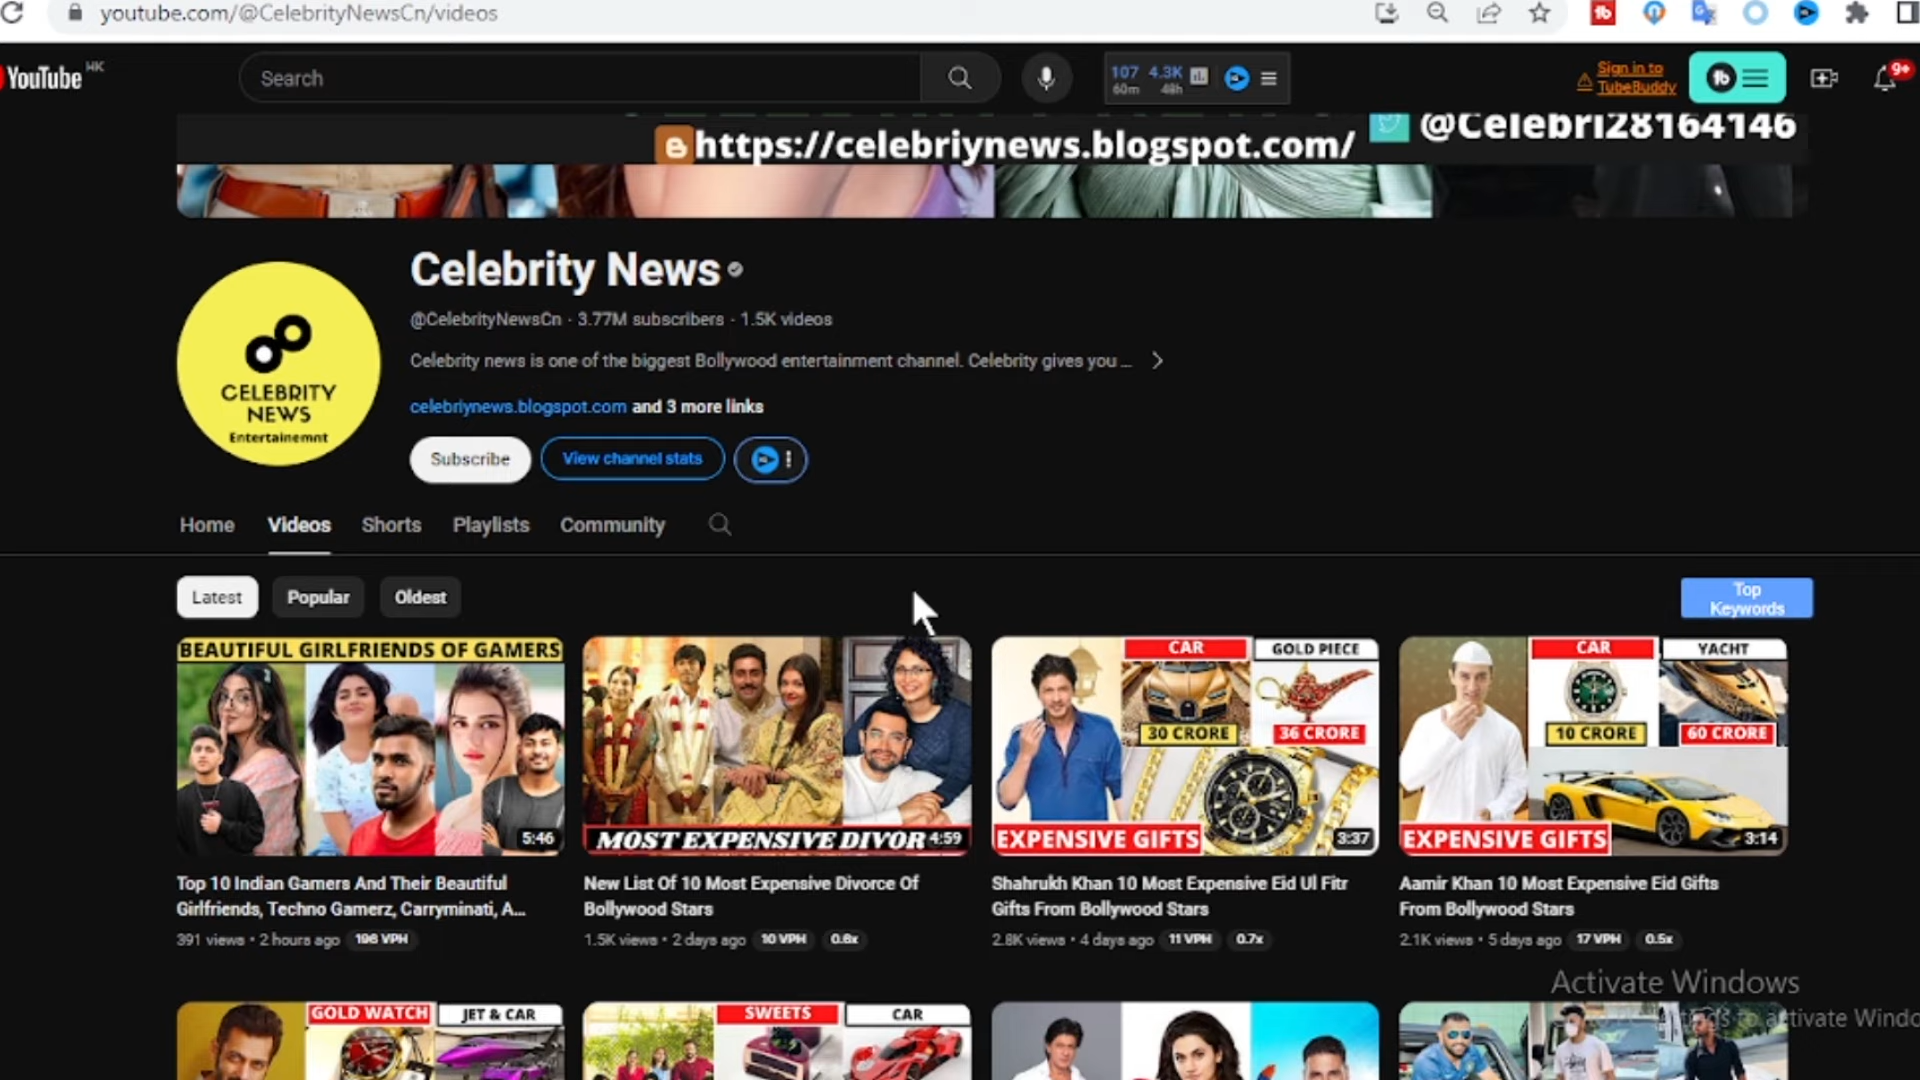 youtube.com/@CelebrityNewsCn/videos
YouTube HK
Search
107 4.3K
60m 48h
Sign in to
TubeBuddy
9+
https://celebriynews.blogspot.com/
@Celebri28164146
CELEBRITY
NEWS
Entertainemnt
Celebrity News
@CelebrityNewsCn · 3.77M subscribers · 1.5K videos
Celebrity news is one of the biggest Bollywood entertainment channel. Celebrity gives you ...
celebriynews.blogspot.com and 3 more links
Subscribe
View channel stats
Home Videos Shorts Playlists Community
Latest Popular Oldest
Top
Keywords
BEAUTIFUL GIRLFRIENDS OF GAMERS
5:46
MOST EXPENSIVE DIVOR 4:59
CAR GOLD PIECE
30 CRORE 36 CRORE
EXPENSIVE GIFTS 3:37
CAR YACHT
10 CRORE 60 CRORE
EXPENSIVE GIFTS 3:14
Top 10 Indian Gamers And Their Beautiful
Girlfriends, Techno Gamerz, Carryminati, A...
391 views • 2 hours ago 196 VPH
New List Of 10 Most Expensive Divorce Of
Bollywood Stars
1.5K views • 2 days ago 10 VPH 0.6x
Shahrukh Khan 10 Most Expensive Eid Ul Fitr
Gifts From Bollywood Stars
2.8K views • 4 days ago 11 VPH 0.7x
Aamir Khan 10 Most Expensive Eid Gifts
From Bollywood Stars
2.1K views • 5 days ago 17 VPH 0.5x
Activate Windows
to activate Windo
GOLD WATCH JET & CAR
SWEETS CAR